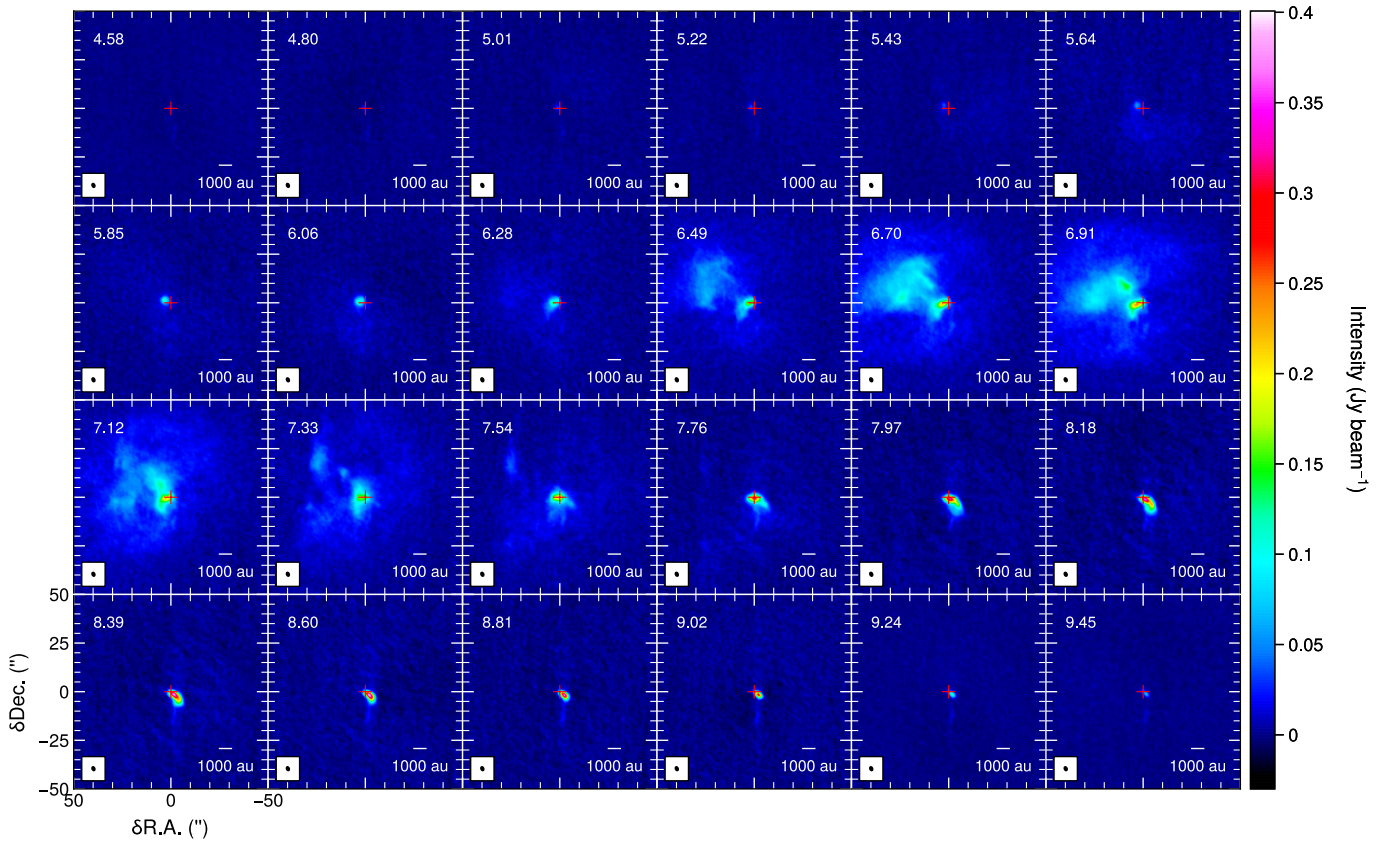 4.58 4.80 5.01 5.22 5.43 5.64
1000 au 1000 au 1000 au 1000 au 1000 au 1000 au
5.85 6.06 6.28 6.49 6.70 6.91
1000 au 1000 au 1000 au 1000 au 1000 au 1000 au
7.12 7.33 7.54 7.76 7.97 8.18
1000 au 1000 au 1000 au 1000 au 1000 au 1000 au
8.39 8.60 8.81 9.02 9.24 9.45
1000 au 1000 au 1000 au 1000 au 1000 au 1000 au
50
25
0
−25
−50
δDec. (")
50 0 −50
δR.A. (")
0.4
0.35
0.3
0.25
0.2
0.15
0.1
0.05
0
Intensity (Jy beam⁻¹)